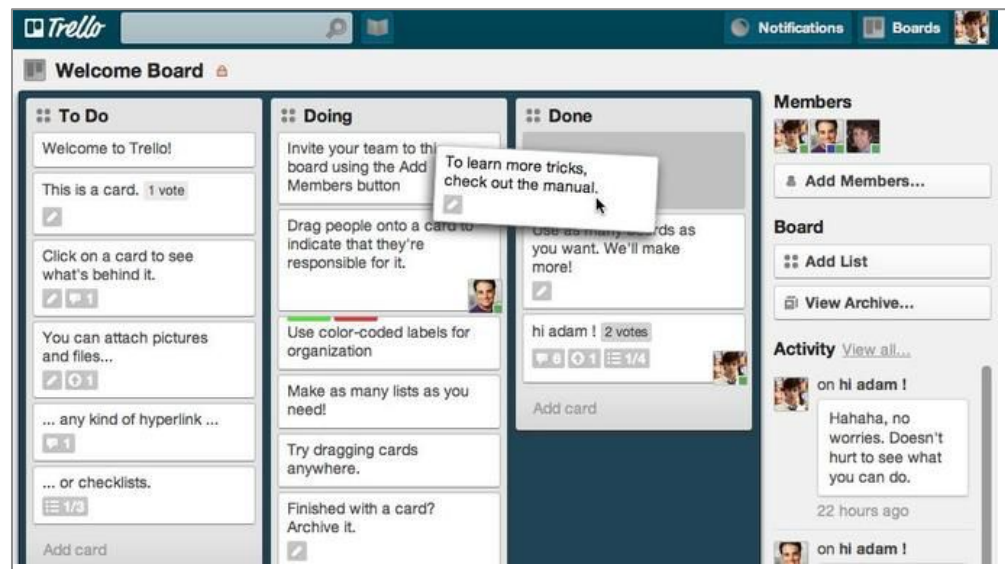 Trello
Notifications
Boards
Welcome Board
To Do
Welcome to Trello!
This is a card. 1 vote
Click on a card to see
what's behind it.
1
You can attach pictures
and files...
1
... any kind of hyperlink ...
1
... or checklists.
1/3
Add card
Doing
Invite your team to
board using the Add
Members button
Drag people onto a card to
indicate that they're
responsible for it.
Use color-coded labels for
organization
Make as many lists as you
need!
Try dragging cards
anywhere.
Finished with a card?
Archive it.
To learn more tricks,
check out the manual.
Done
Use as many as
you want. We'll make
more!
hi adam ! 2 votes
6 1 1/4
Add card
Members
Add Members...
Board
Add List
View Archive...
Activity View all...
on hi adam !
Hahaha, no
worries. Doesn't
hurt to see what
you can do.
22 hours ago
on hi adam !